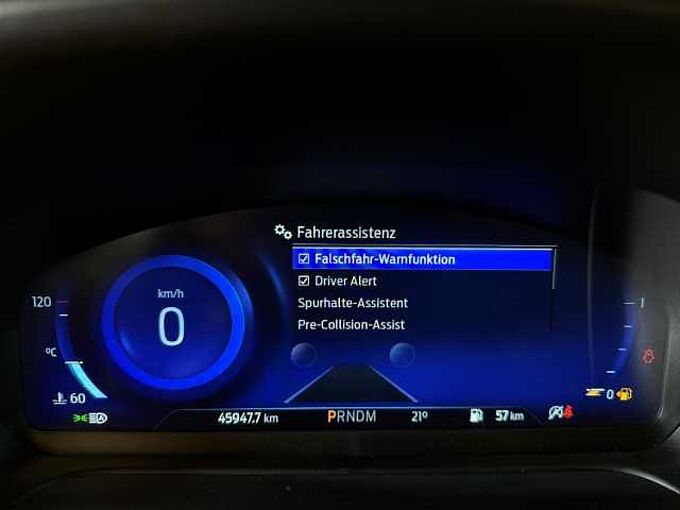 Fahrerassistenz
Falschfahr-Warnfunktion
Driver Alert
Spurhalte-Assistent
Pre-Collision-Assist
km/h
0
120
°C
60
1
0
A
45947.7 km PRNDM 21° 57 km